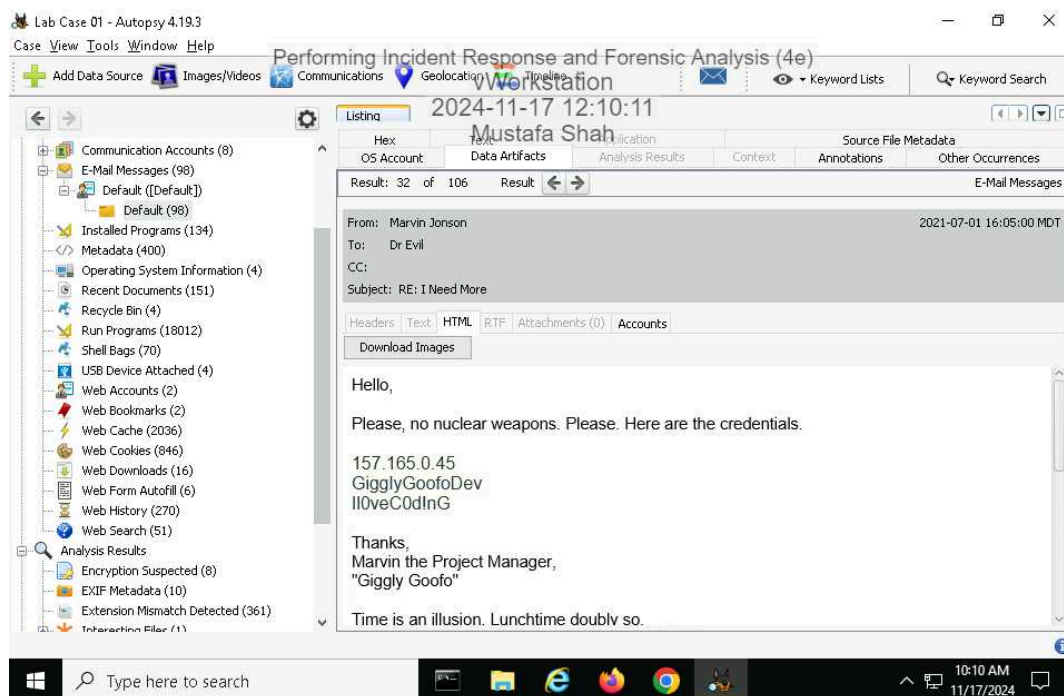 Lab Case 01 - Autopsy 4.19.3
Case View Tools Window Help
Performing Incident Response and Forensic Analysis (4e)
vWorkstation
2024-11-17 12:10:11
Mustafa Shah
Add Data Source Images/Videos Communications Geolocation Timeline Keyword Lists Keyword Search
Listing
Hex Text Application Source File Metadata
OS Account Data Artifacts Analysis Results Context Annotations Other Occurrences
Result: 32 of 106 Result E-Mail Messages
Communication Accounts (8)
E-Mail Messages (98)
Default ([Default])
Default (98)
Installed Programs (134)
Metadata (400)
Operating System Information (4)
Recent Documents (151)
Recycle Bin (4)
Run Programs (18012)
Shell Bags (70)
USB Device Attached (4)
Web Accounts (2)
Web Bookmarks (2)
Web Cache (2036)
Web Cookies (846)
Web Downloads (16)
Web Form Autofill (6)
Web History (270)
Web Search (51)
Analysis Results
Encryption Suspected (8)
EXIF Metadata (10)
Extension Mismatch Detected (361)
Interesting Files (1)
From: Marvin Jonson 2021-07-01 16:05:00 MDT
To: Dr Evil
CC:
Subject: RE: I Need More
Headers Text HTML RTF Attachments (0) Accounts
Download Images
Hello,
Please, no nuclear weapons. Please. Here are the credentials.
157.165.0.45
GigglyGoofoDev
Il0veC0dInG
Thanks,
Marvin the Project Manager,
"Giggly Goofo"
Time is an illusion. Lunchtime doubly so.
Type here to search
10:10 AM
11/17/2024